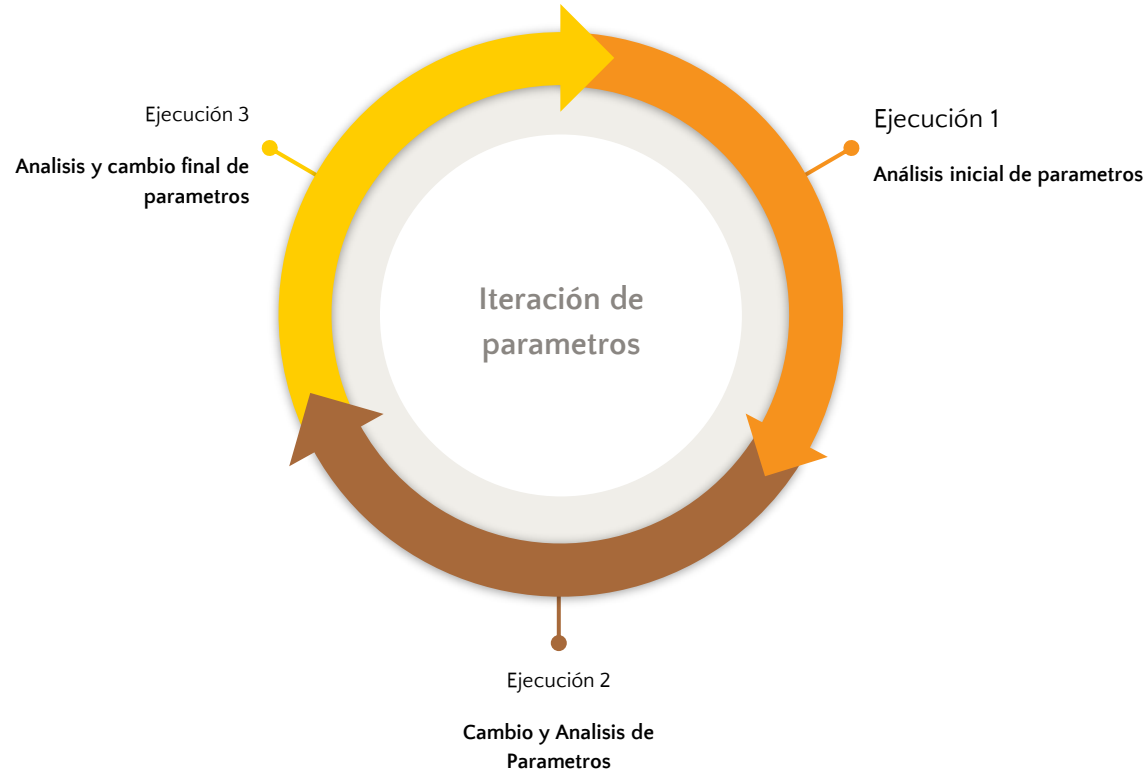 Ejecución 1
Análisis inicial de parametros
Ejecución 2
Cambio y Analisis de
Parametros
Ejecución 3
Analisis y cambio final de
parametros
Iteración de
parametros